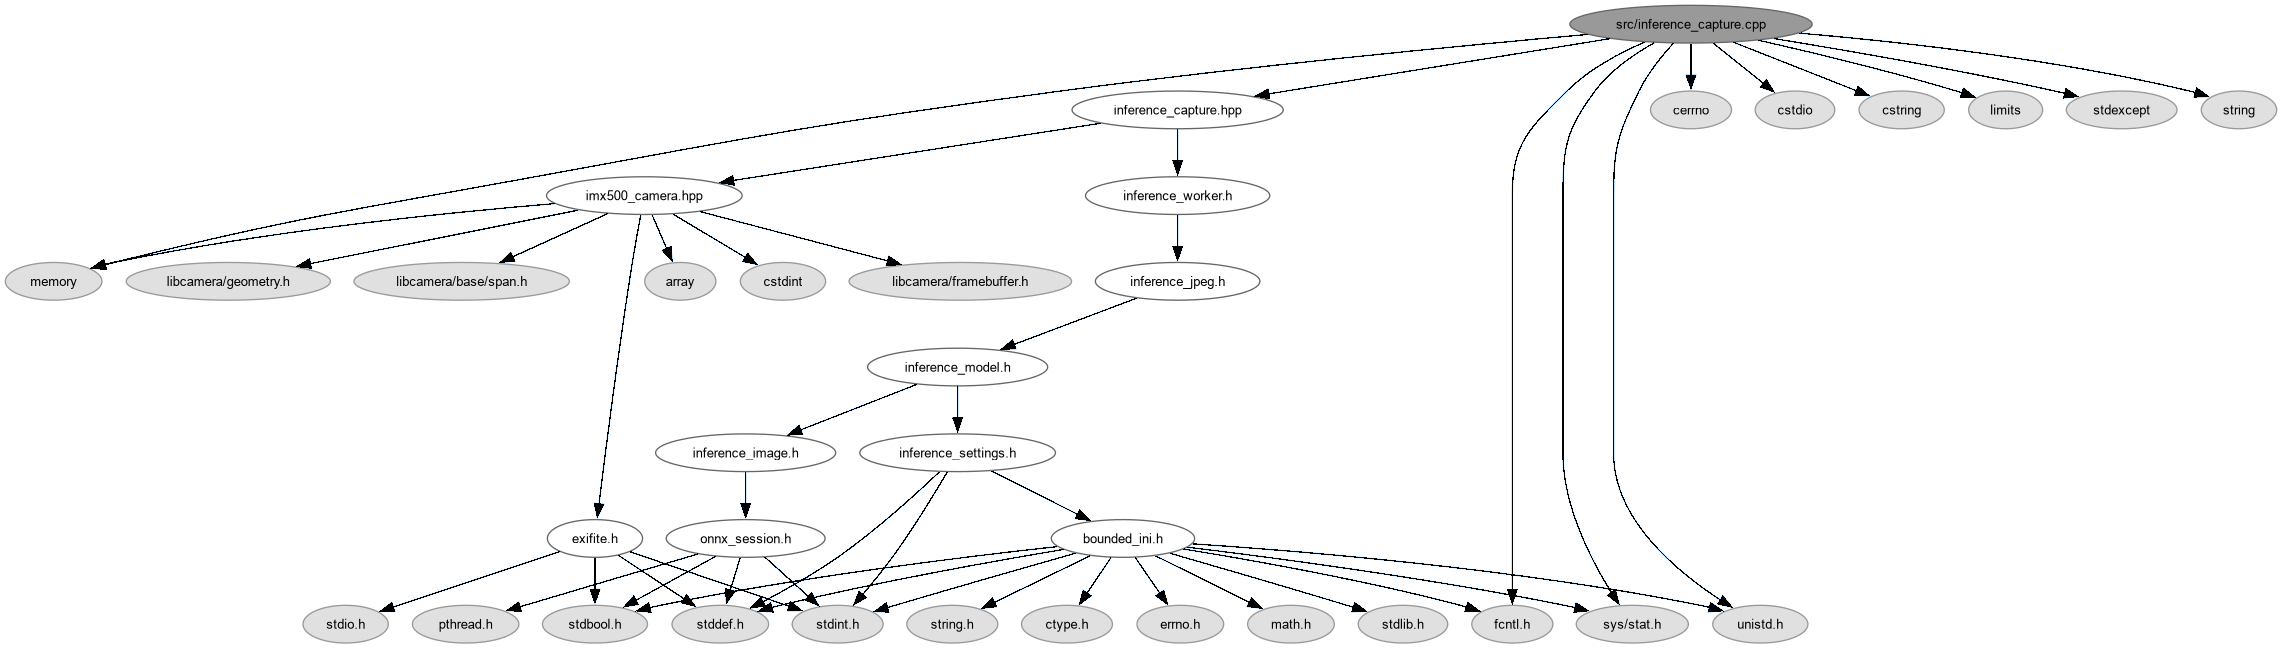 src/inference_capture.cpp
inference_capture.hpp
cerrno
cstdio
cstring
limits
stdexcept
string
imx500_camera.hpp
inference_worker.h
memory
libcamera/geometry.h
libcamera/base/span.h
array
cstdint
libcamera/framebuffer.h
inference_jpeg.h
inference_model.h
inference_image.h
inference_settings.h
exifite.h
onnx_session.h
bounded_ini.h
stdio.h
pthread.h
stdbool.h
stddef.h
stdint.h
string.h
ctype.h
errno.h
math.h
stdlib.h
fcntl.h
sys/stat.h
unistd.h